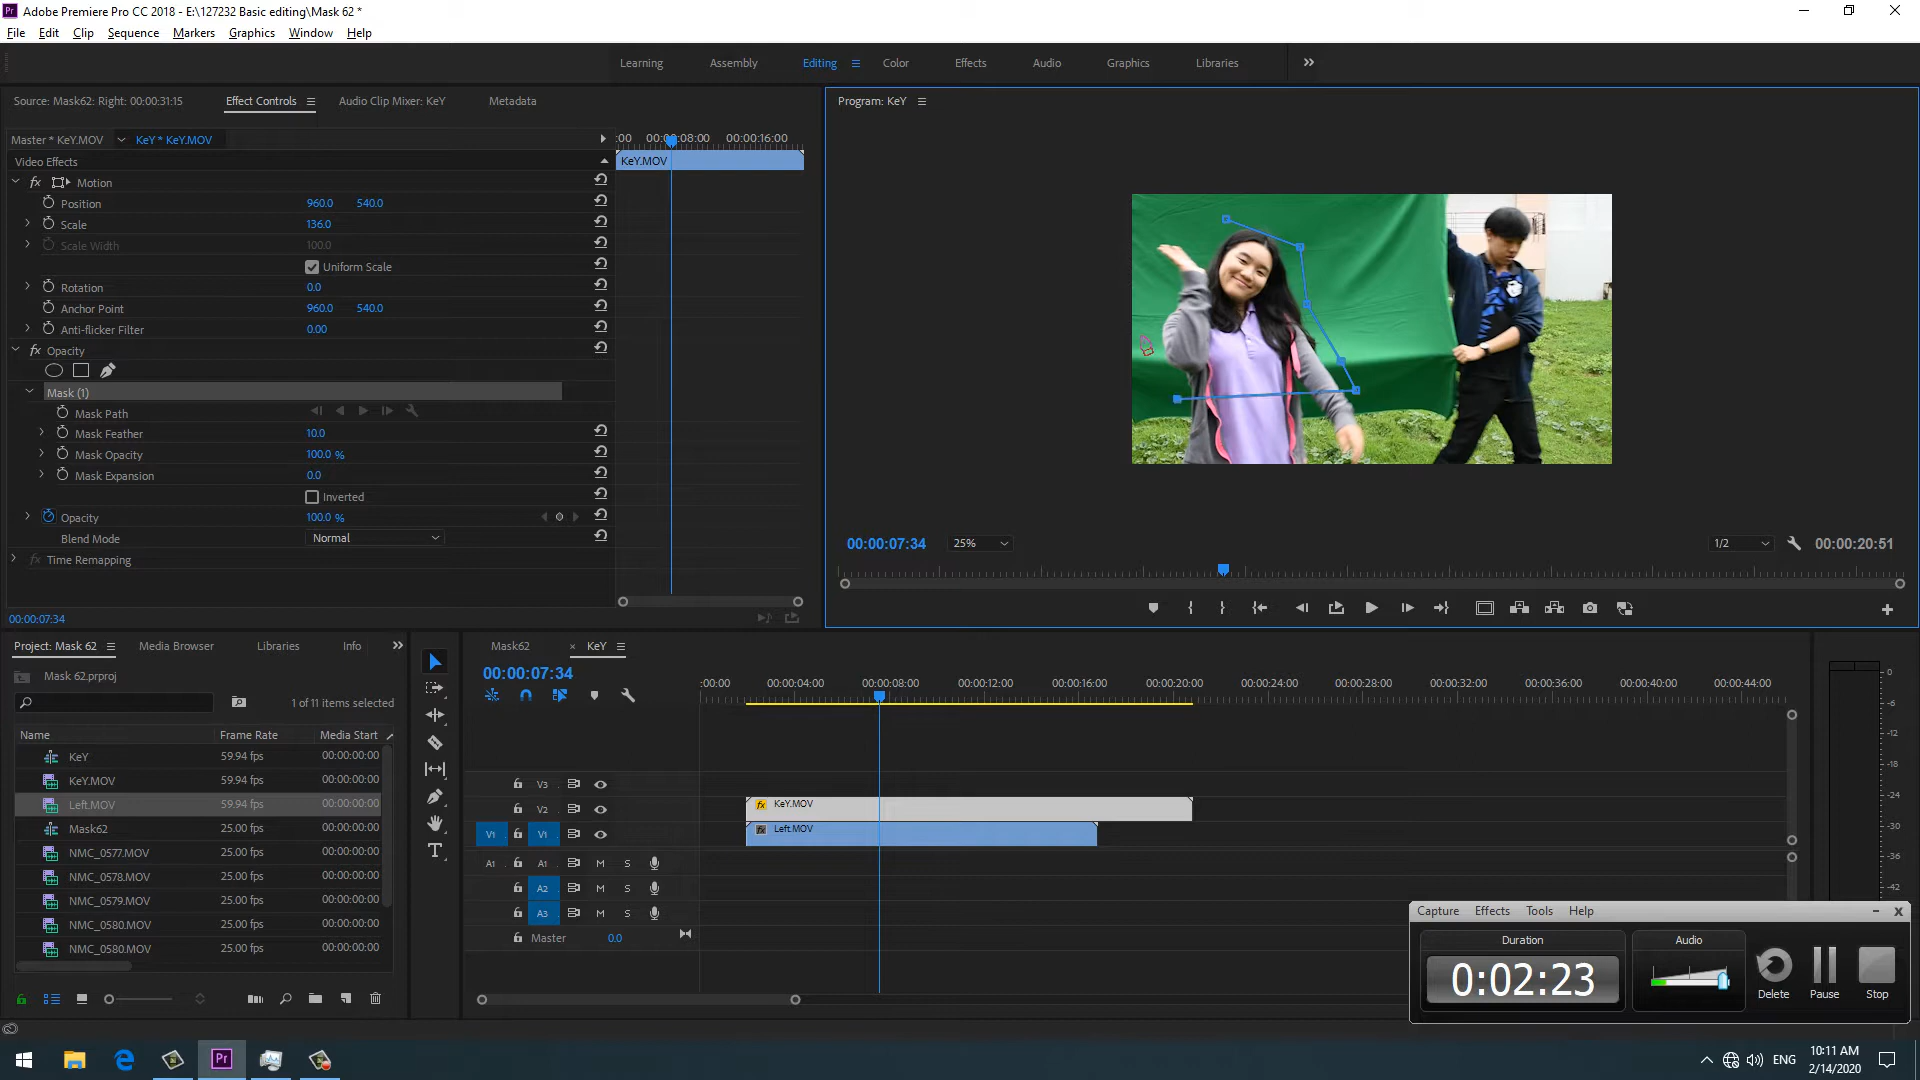 Adobe Premiere Pro CC 2018 - E:\127232 Basic editing\Mask 62 *
File Edit Clip Sequence Markers Graphics Window Help
Learning Assembly Editing Color Effects Audio Graphics Libraries
Source: Mask62: Right: 00:00:31:15 Effect Controls Audio Clip Mixer: KeY Metadata
Program: KeY
Master * KeY.MOV KeY * KeY.MOV
:00 00:00:08:00 00:00:16:00
Video Effects
KeY.MOV
fx Motion
Position 960.0 540.0
Scale 136.0
Scale Width 100.0
Uniform Scale
Rotation 0.0
Anchor Point 960.0 540.0
Anti-flicker Filter 0.00
fx Opacity
Mask (1)
Mask Path
Mask Feather 10.0
Mask Opacity 100.0 %
Mask Expansion 0.0
Inverted
Opacity 100.0 %
Blend Mode Normal
fx Time Remapping
00:00:07:34
00:00:07:34 25% 1/2 00:00:20:51
Project: Mask 62 Media Browser Libraries Info
Mask 62.prproj
1 of 11 items selected
Name Frame Rate Media Start
KeY 59.94 fps 00:00:00:00
KeY.MOV 59.94 fps 00:00:00:00
Left.MOV 59.94 fps 00:00:00:00
Mask62 25.00 fps 00:00:00:00
NMC_0577.MOV 25.00 fps 00:00:00:00
NMC_0578.MOV 25.00 fps 00:00:00:00
NMC_0579.MOV 25.00 fps 00:00:00:00
NMC_0580.MOV 25.00 fps 00:00:00:00
NMC_0580.MOV 25.00 fps 00:00:00:00
Mask62 × KeY
00:00:07:34
:00:00 00:00:04:00 00:00:08:00 00:00:12:00 00:00:16:00 00:00:20:00 00:00:24:00 00:00:28:00 00:00:32:00 00:00:36:00 00:00:40:00 00:00:44:00
V3
V2 fx KeY.MOV
V1 V1 fx Left.MOV
A1 A1 M S
A2 M S
A3 M S
Master 0.0
0
-6
-12
-18
-24
-30
-36
-42
Capture Effects Tools Help
Duration Audio
0:02:23
Delete Pause Stop
Pr
ENG
10:11 AM
2/14/2020